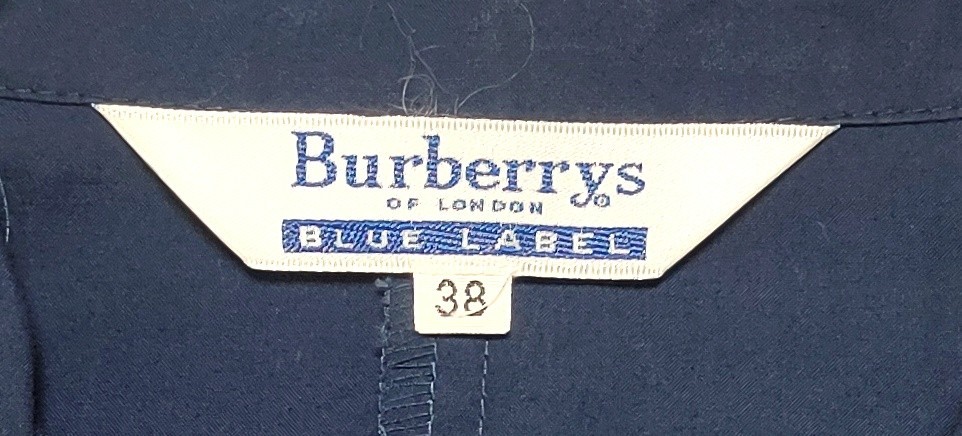 Burberrys®
OF LONDON
BLUE LABEL
38